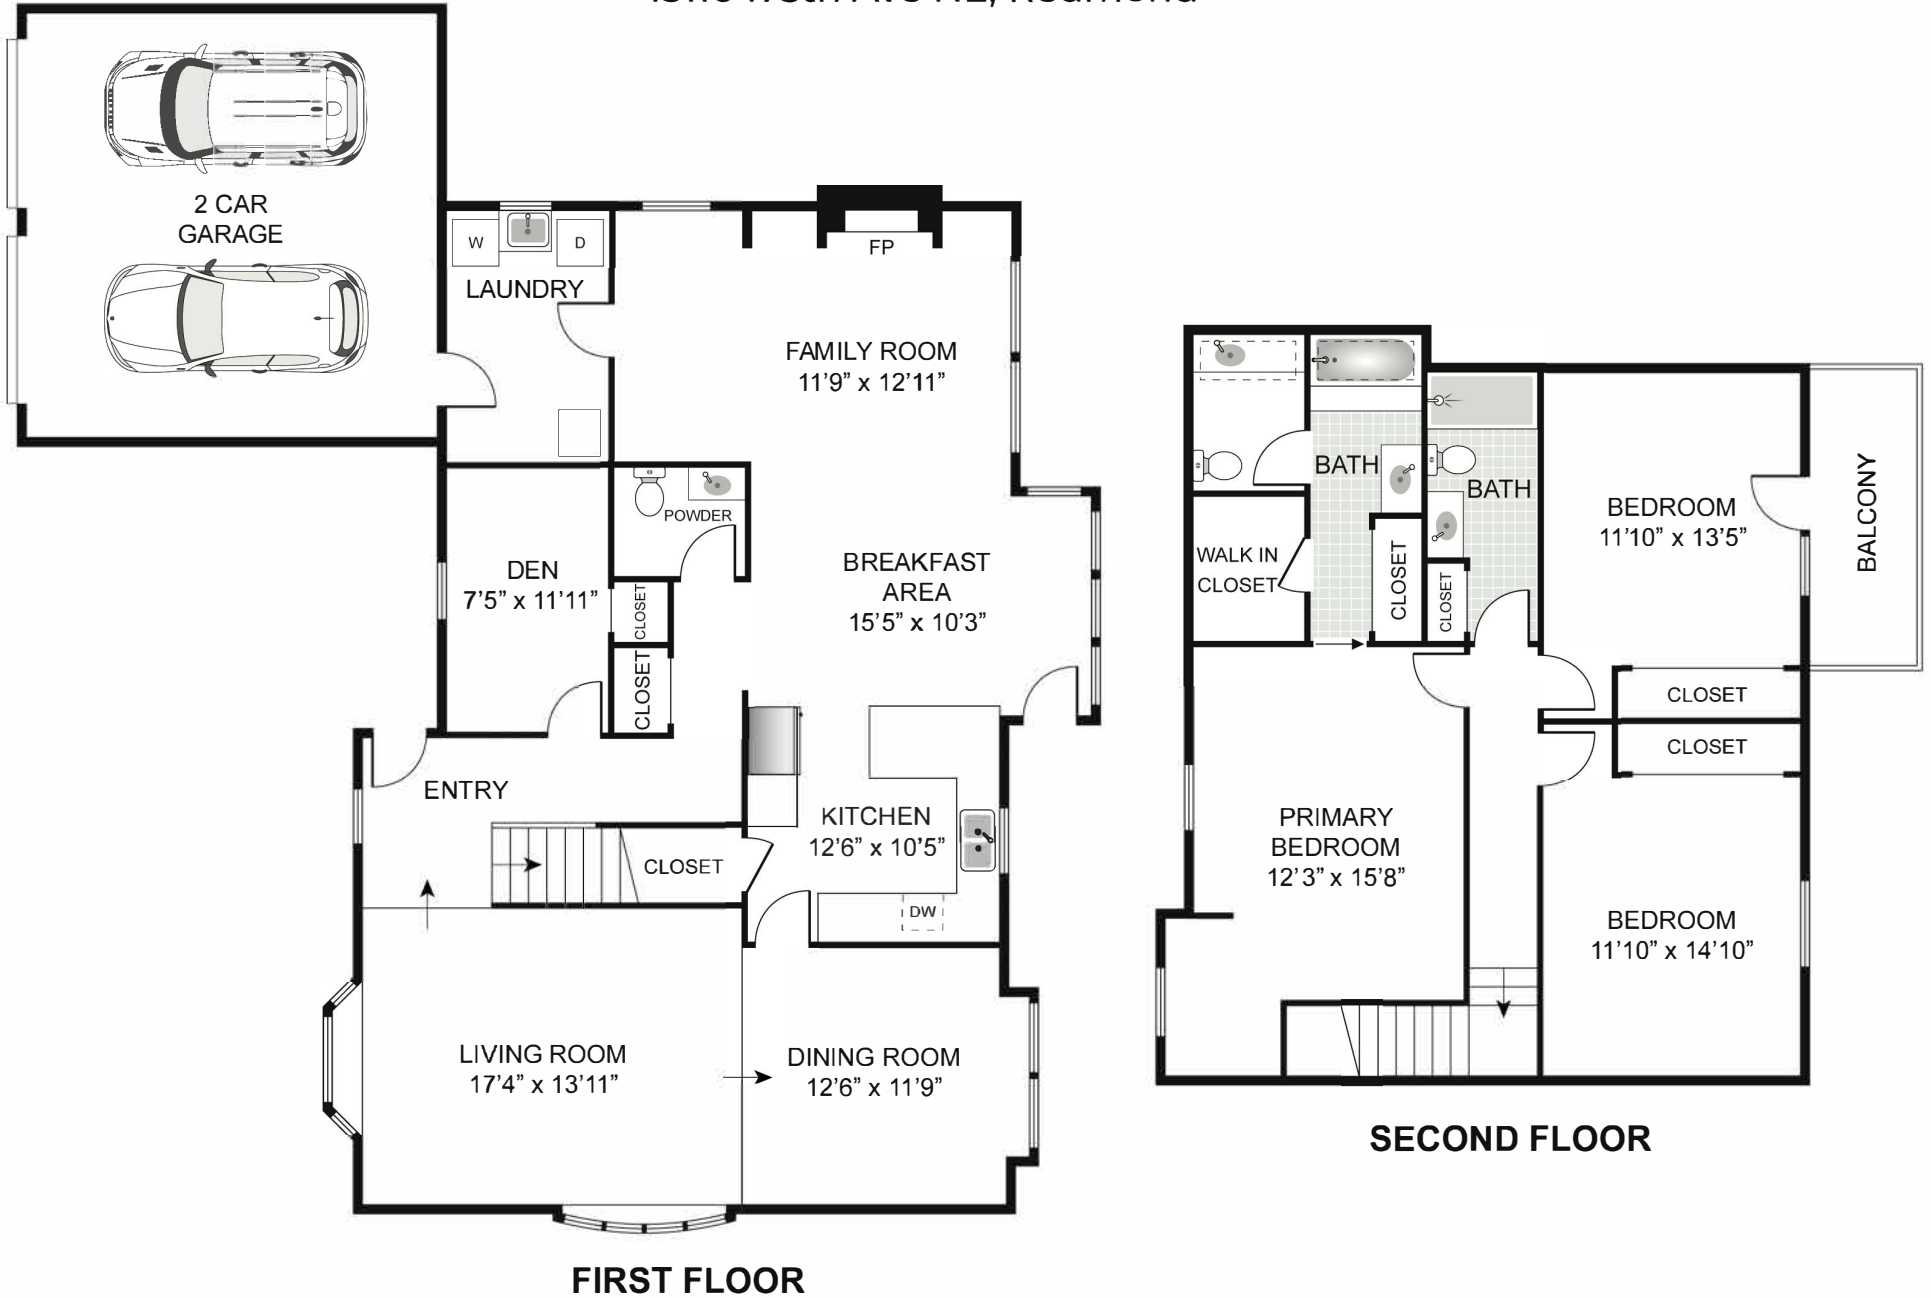 2 CAR
GARAGE
W
D
LAUNDRY
FP
FAMILY ROOM
11'9” x 12'11”
POWDER
DEN
7'5” x 11'11”
CLOSET
CLOSET
BREAKFAST
AREA
15'5” x 10'3”
ENTRY
CLOSET
KITCHEN
12'6” x 10'5”
DW
LIVING ROOM
17'4” x 13'11”
DINING ROOM
12'6” x 11'9”
FIRST FLOOR
BATH
BATH
WALK IN
CLOSET
CLOSET
CLOSET
BEDROOM
11'10” x 13'5”
BALCONY
CLOSET
CLOSET
PRIMARY
BEDROOM
12'3” x 15'8”
BEDROOM
11'10” x 14'10”
SECOND FLOOR